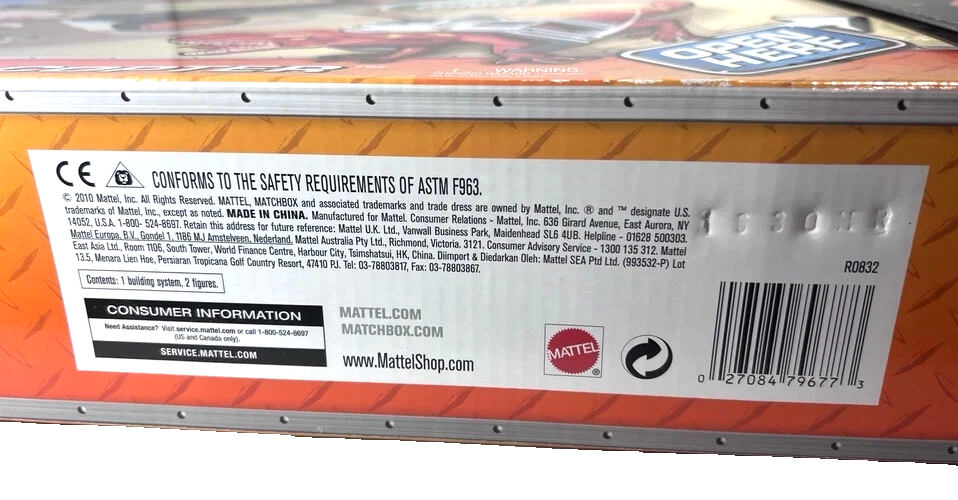 OPEN
HERE
WARNING:
CE CONFORMS TO THE SAFETY REQUIREMENTS OF ASTM F963.
© 2010 Mattel, Inc. All Rights Reserved. MATTEL, MATCHBOX and associated trademarks and trade dress are owned by Mattel, Inc. ® and ™ designate U.S.
trademarks of Mattel, Inc., except as noted. MADE IN CHINA. Manufactured for Mattel. Consumer Relations - Mattel, Inc. 636 Girard Avenue, East Aurora, NY
14052, U.S.A. 1-800- 524-8697. Retain this address for future reference: Mattel U.K. Ltd., Vanwall Business Park, Maidenhead SL6 4UB. Helpline - 01628 500303.
Mattel Europa, B.V., Gondel 1, 1186 MJ Amstelveen, Nederland. Mattel Australia Pty Ltd., Richmond, Victoria. 3121. Consumer Advisory Service - 1300 135 312. Mattel
East Asia Ltd., Room 1106, South Tower, World Finance Centre, Harbour City, Tsimshatsui, HK, China. Diimport & Diedarkan Oleh: Mattel SEA Ptd Ltd. (993532-P) Lot
13.5, Menara Lien Hoe, Persiaran Tropicana Golf Country Resort, 47410 PJ. Tel: 03-78803817, Fax: 03-78803867.
R0832
Contents: 1 building system, 2 figures.
CONSUMER INFORMATION
Need Assistance? Visit service.mattel.com or call 1-800-524-8697
(US and Canada only).
SERVICE.MATTEL.COM
MATTEL.COM
MATCHBOX.COM
www.MattelShop.com
MATTEL®
0 27084 79677 3